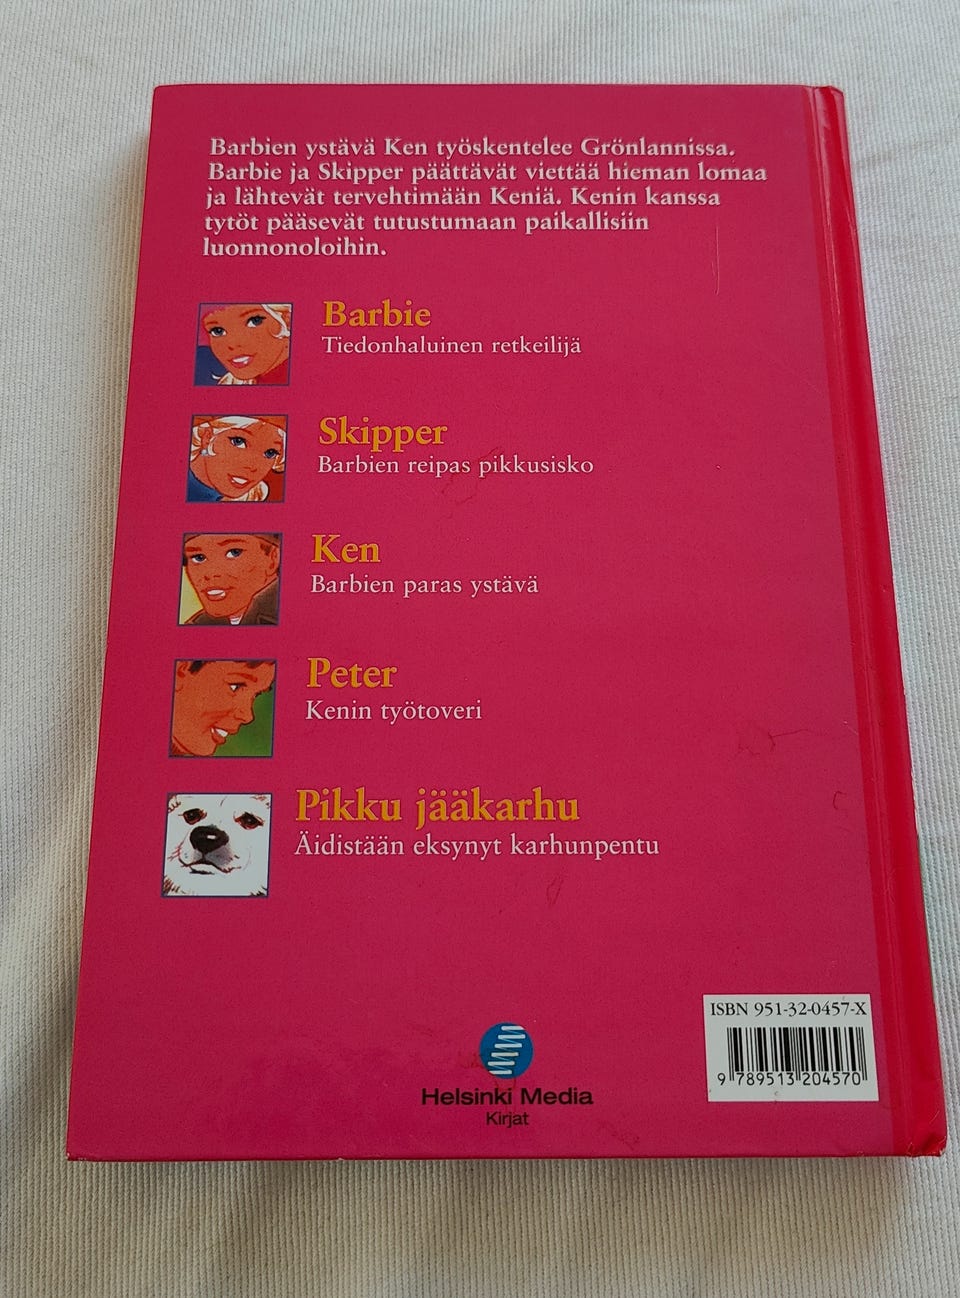 Barbien ystävä Ken työskentelee Grönlannissa.
Barbie ja Skipper päättävät viettää hieman lomaa
ja lähtevät tervehtimään Keniä. Kenin kanssa
tytöt pääsevät tutustumaan paikallisiin
luonnonoloihin.
Barbie
Tiedonhaluinen retkeilijä
Skipper
Barbien reipas pikkusisko
Ken
Barbien paras ystävä
Peter
Kenin työtoveri
Pikku jääkarhu
Äidistään eksynyt karhunpentu
ISBN 951-32-0457-X
9 789513 204570
Helsinki Media
Kirjat